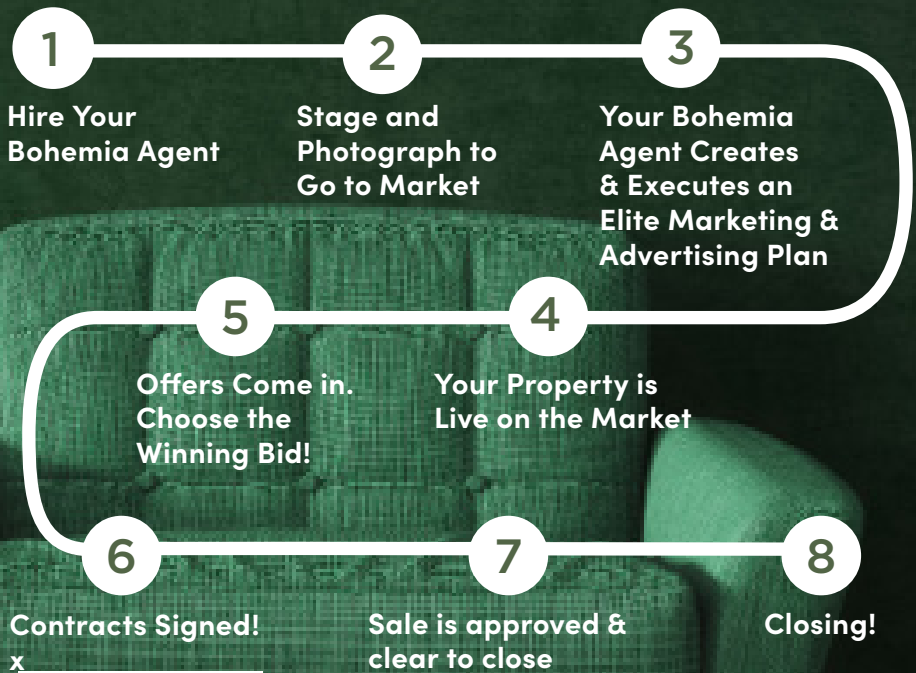 1
Hire Your
Bohemia Agent
2
Stage and
Photograph to
Go to Market
3
Your Bohemia
Agent Creates
& Executes an
Elite Marketing &
Advertising Plan
4
Your Property is
Live on the Market
5
Offers Come in.
Choose the
Winning Bid!
6
Contracts Signed!
x
7
Sale is approved &
clear to close
8
Closing!